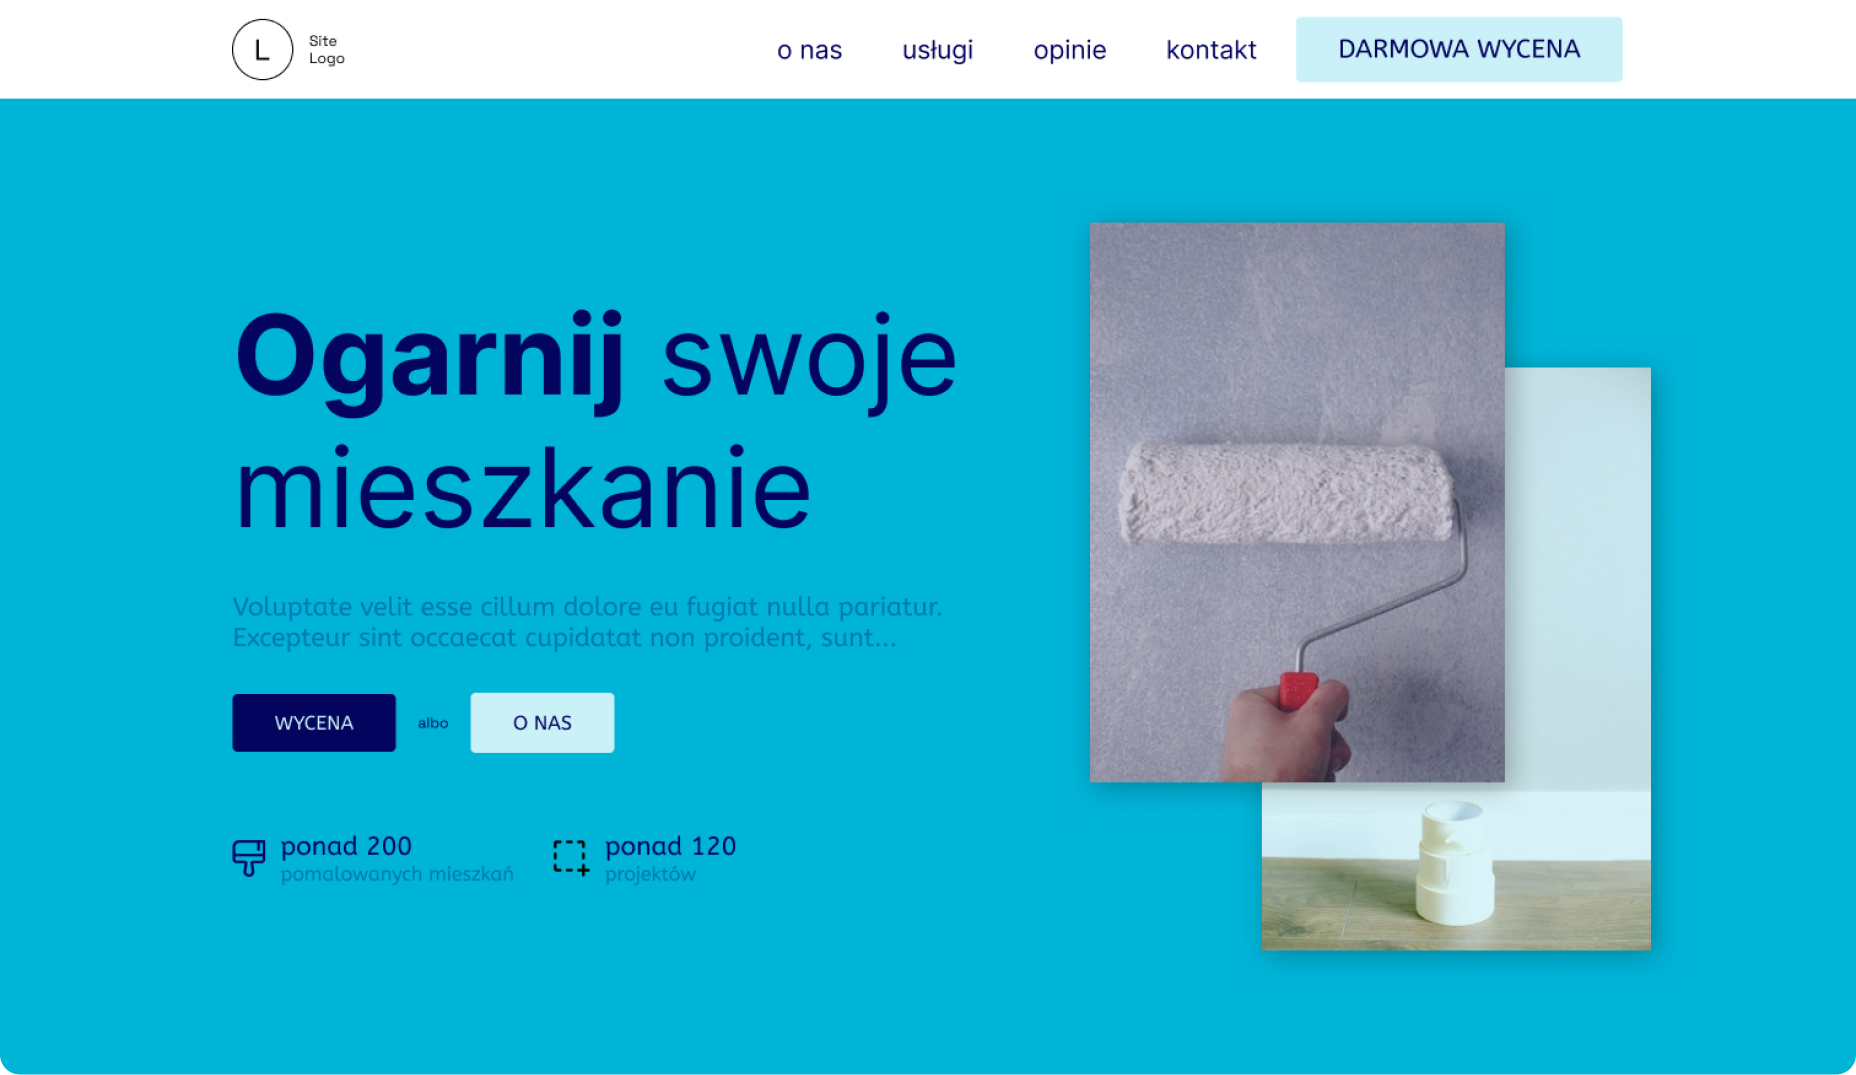 L
Site
Logo
o nas
usługi
opinie
kontakt
DARMOWA WYCENA
Ogarnij swoje
mieszkanie
Voluptate velit esse cillum dolore eu fugiat nulla pariatur.
Excepteur sint occaecat cupidatat non proident, sunt...
WYCENA
albo
O NAS
ponad 200
pomalowanych mieszkań
ponad 120
projektów